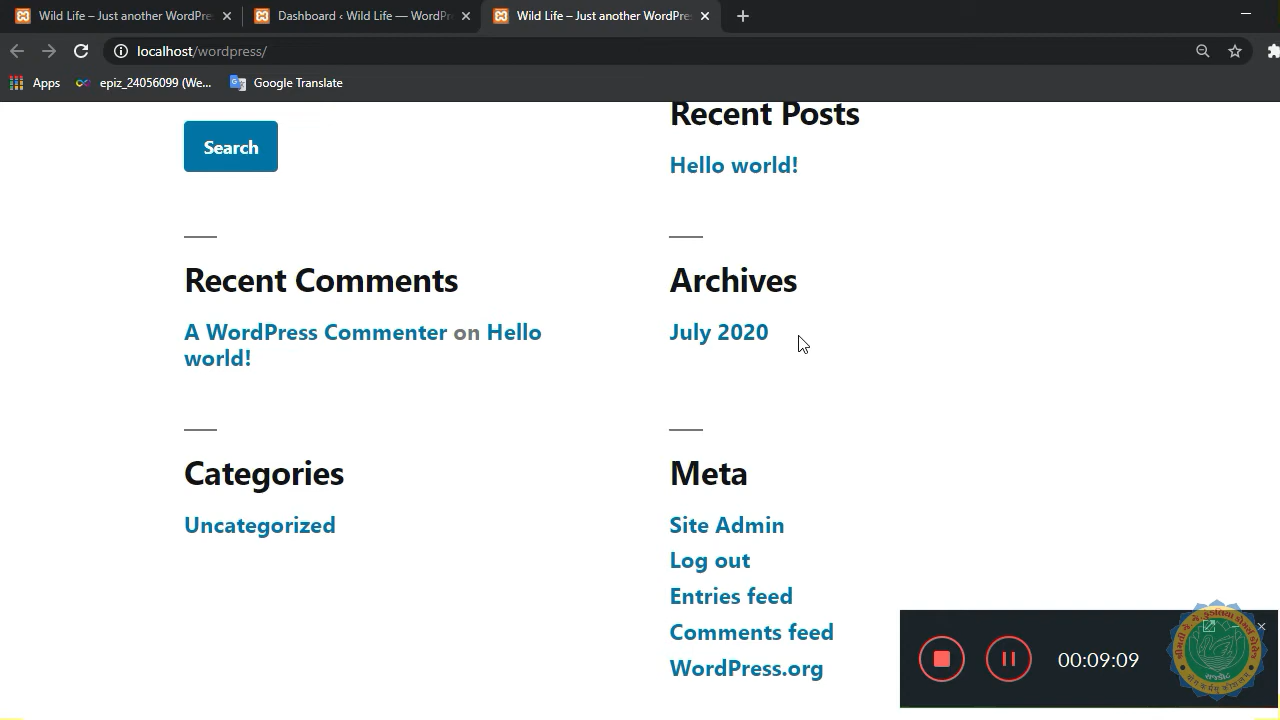 Wild Life – Just another WordPre
Dashboard ‹ Wild Life — WordPr
Wild Life – Just another WordPres
localhost/wordpress/
Apps
epiz_24056099 (We...
Google Translate
Recent Posts
Search
Hello world!
Recent Comments
Archives
A WordPress Commenter on Hello
world!
July 2020
Categories
Meta
Uncategorized
Site Admin
Log out
Entries feed
Comments feed
WordPress.org
00:09:09